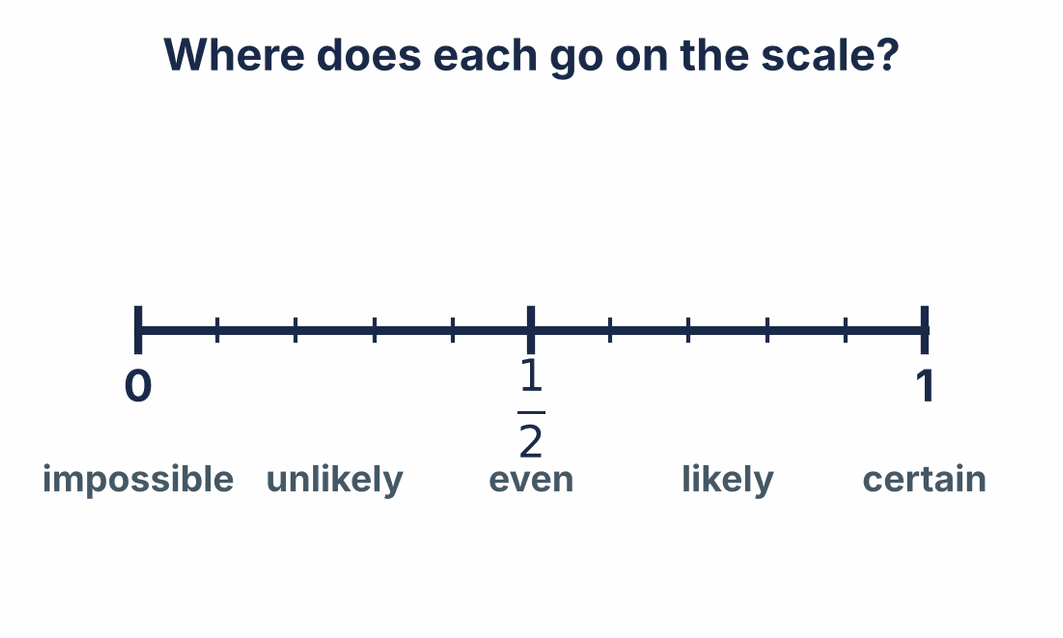 Where does each go on the scale?
0 1/2 1
impossible unlikely even likely certain